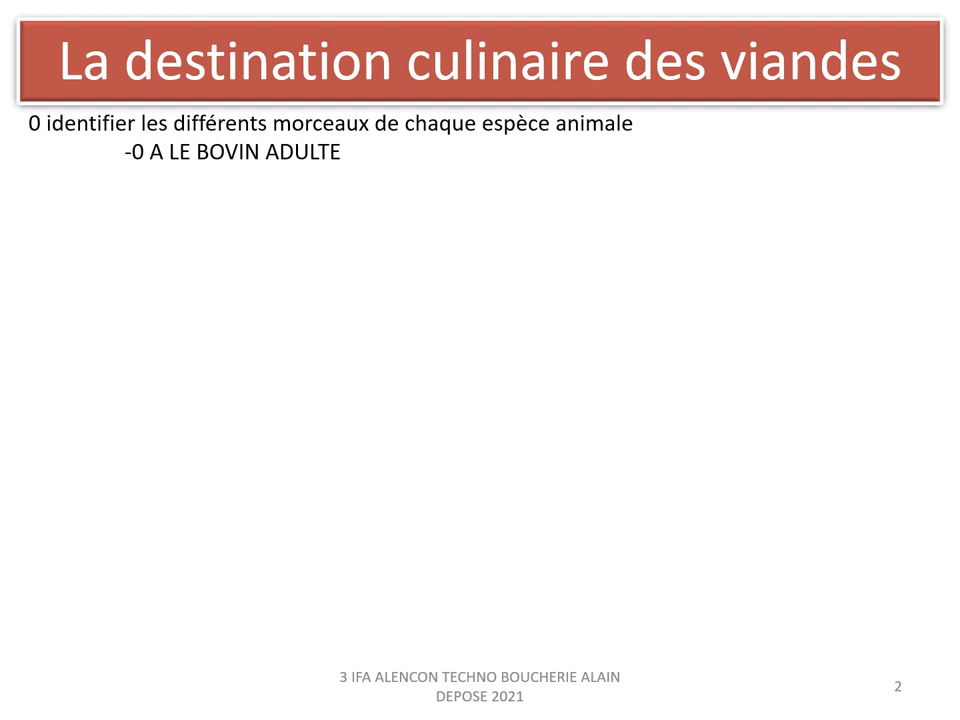 La destination culinaire des viandes
0 identifier les différents morceaux de chaque espèce animale
-0 A LE BOVIN ADULTE
3 IFA ALENCON TECHNO BOUCHERIE ALAIN
DEPOSE 2021
2